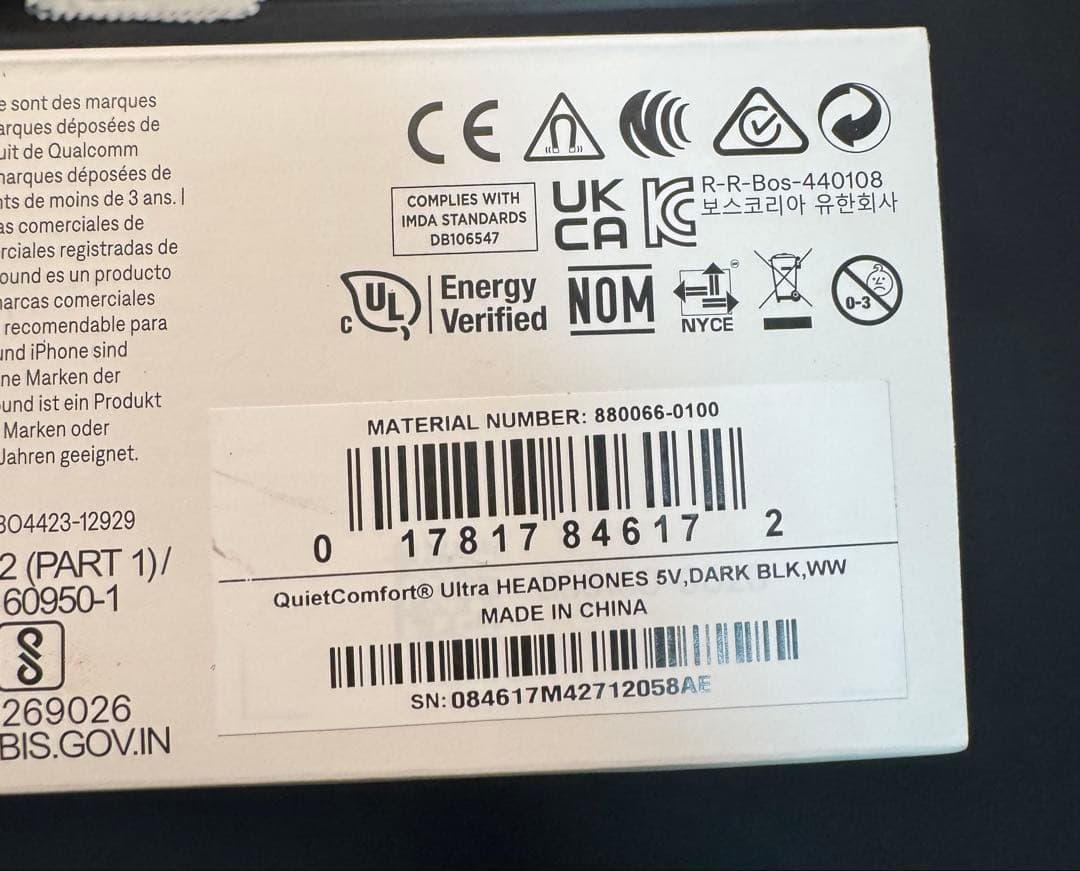 e sont des marques
arques déposées de
uit de Qualcomm
marques déposées de
nts de moins de 3 ans. |
as comerciales de
rciales registradas de
ound es un producto
marcas comerciales
recomendable para
und iPhone sind
ne Marken der
ound ist ein Produkt
Marken oder
Jahren geeignet.
BO4423-12929
2 (PART 1)/
60950-1
269026
BIS.GOV.IN
CE
COMPLIES WITH
IMDA STANDARDS
DB106547
UK
CA
R-R-Bos-440108
보스코리아 유한회사
C UL Energy
Verified
NOM
NYCE
0-3
MATERIAL NUMBER: 880066-0100
0 17817 84617 2
QuietComfort® Ultra HEADPHONES 5V,DARK BLK,WW
MADE IN CHINA
SN: 084617M42712058AE